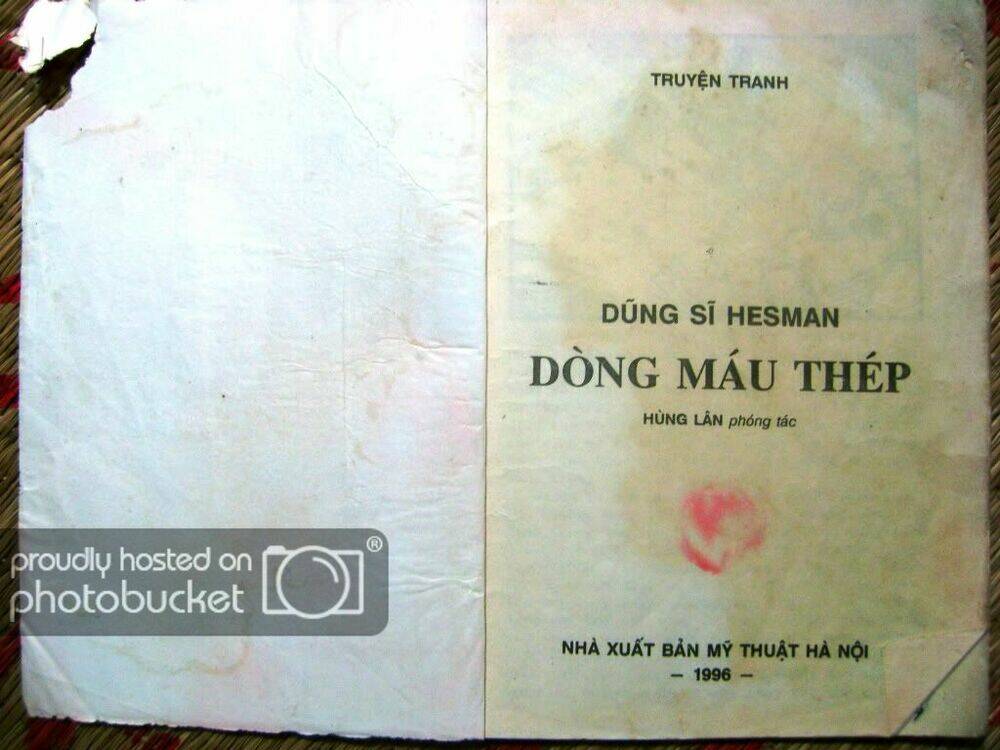 TRUYỆN TRANH
DŨNG SĨ HESMAN
DÒNG MÁU THÉP
HÙNG LÂN phóng tác
NHÀ XUẤT BẢN MỸ THUẬT HÀ NỘI
– 1996 –
proudly hosted on
photobucket®